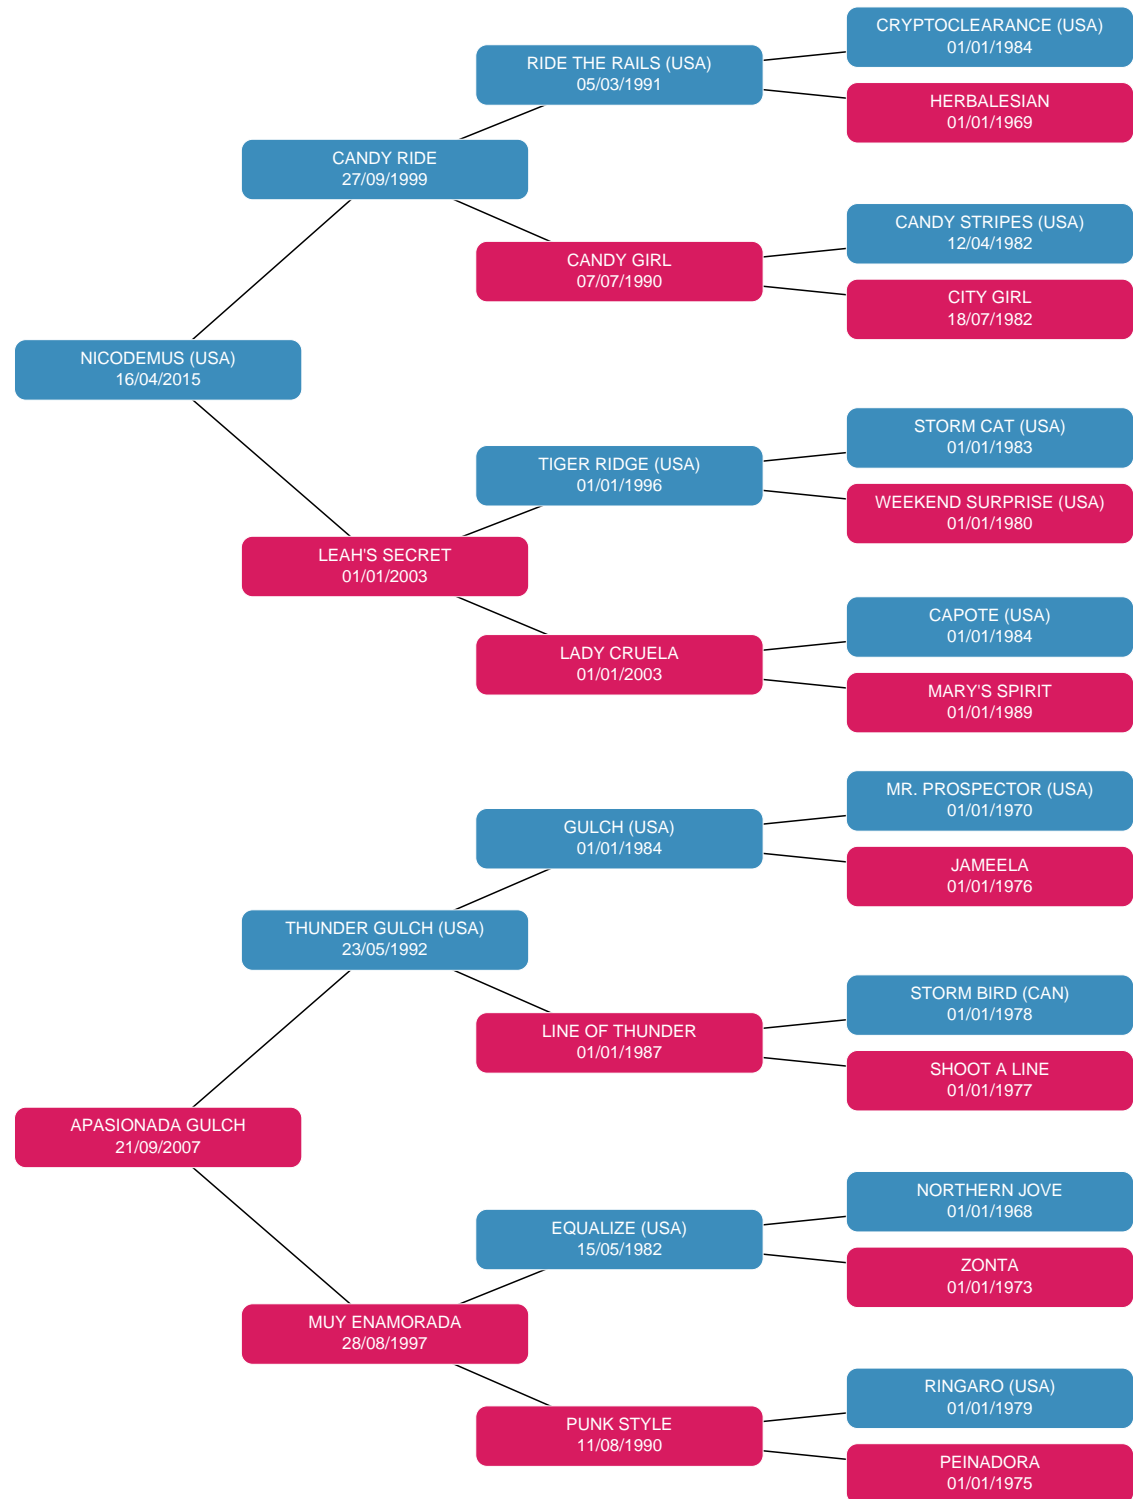 CRYPTOCLEARANCE (USA)
01/01/1984
RIDE THE RAILS (USA)
05/03/1991
HERBALESIAN
01/01/1969
CANDY RIDE
27/09/1999
CANDY STRIPES (USA)
12/04/1982
CANDY GIRL
07/07/1990
CITY GIRL
18/07/1982
NICODEMUS (USA)
16/04/2015
STORM CAT (USA)
01/01/1983
TIGER RIDGE (USA)
01/01/1996
WEEKEND SURPRISE (USA)
01/01/1980
LEAH'S SECRET
01/01/2003
CAPOTE (USA)
01/01/1984
LADY CRUELA
01/01/2003
MARY'S SPIRIT
01/01/1989
MR. PROSPECTOR (USA)
01/01/1970
GULCH (USA)
01/01/1984
JAMEELA
01/01/1976
THUNDER GULCH (USA)
23/05/1992
STORM BIRD (CAN)
01/01/1978
LINE OF THUNDER
01/01/1987
SHOOT A LINE
01/01/1977
APASIONADA GULCH
21/09/2007
NORTHERN JOVE
01/01/1968
EQUALIZE (USA)
15/05/1982
ZONTA
01/01/1973
MUY ENAMORADA
28/08/1997
RINGARO (USA)
01/01/1979
PUNK STYLE
11/08/1990
PEINADORA
01/01/1975